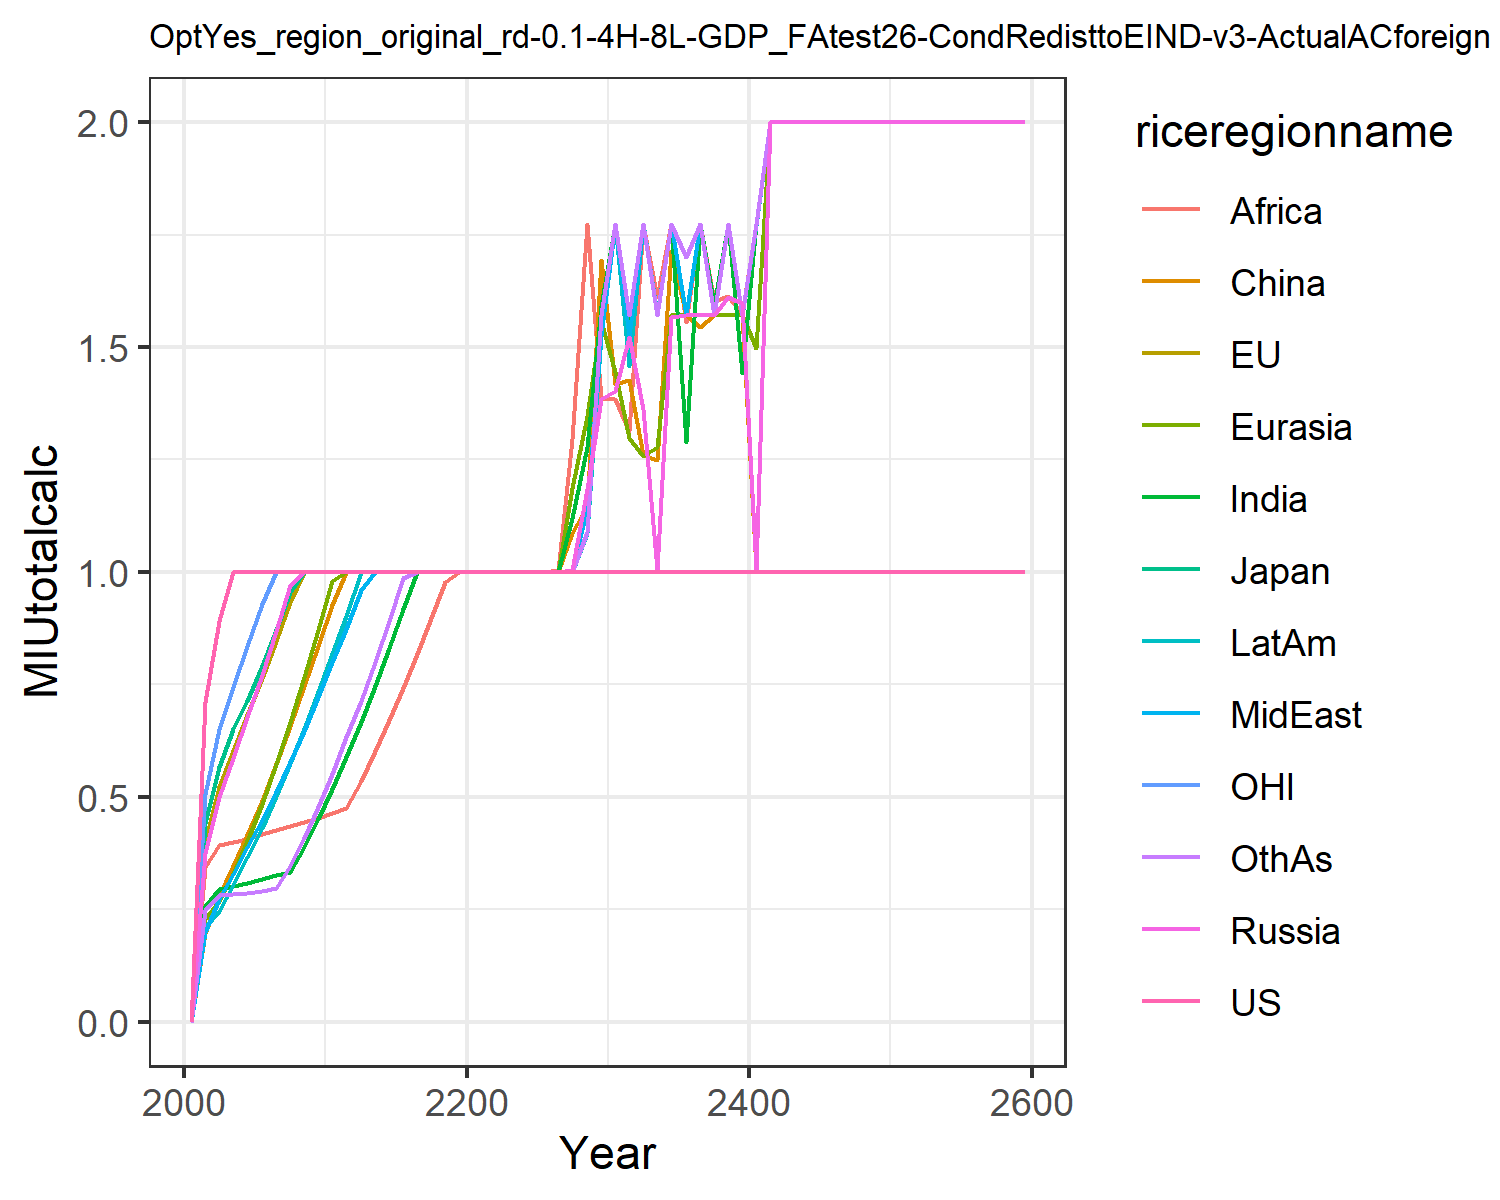 OptYes_region_original_rd-0.1-4H-8L-GDP_FAtest26-CondRedisttoEIND-v3-ActualACforeign
MIUtotalcalc
2.0
1.5
1.0
0.5
0.0
2000 2200 2400 2600
Year
riceregionname
Africa
China
EU
Eurasia
India
Japan
LatAm
MidEast
OHI
OthAs
Russia
US